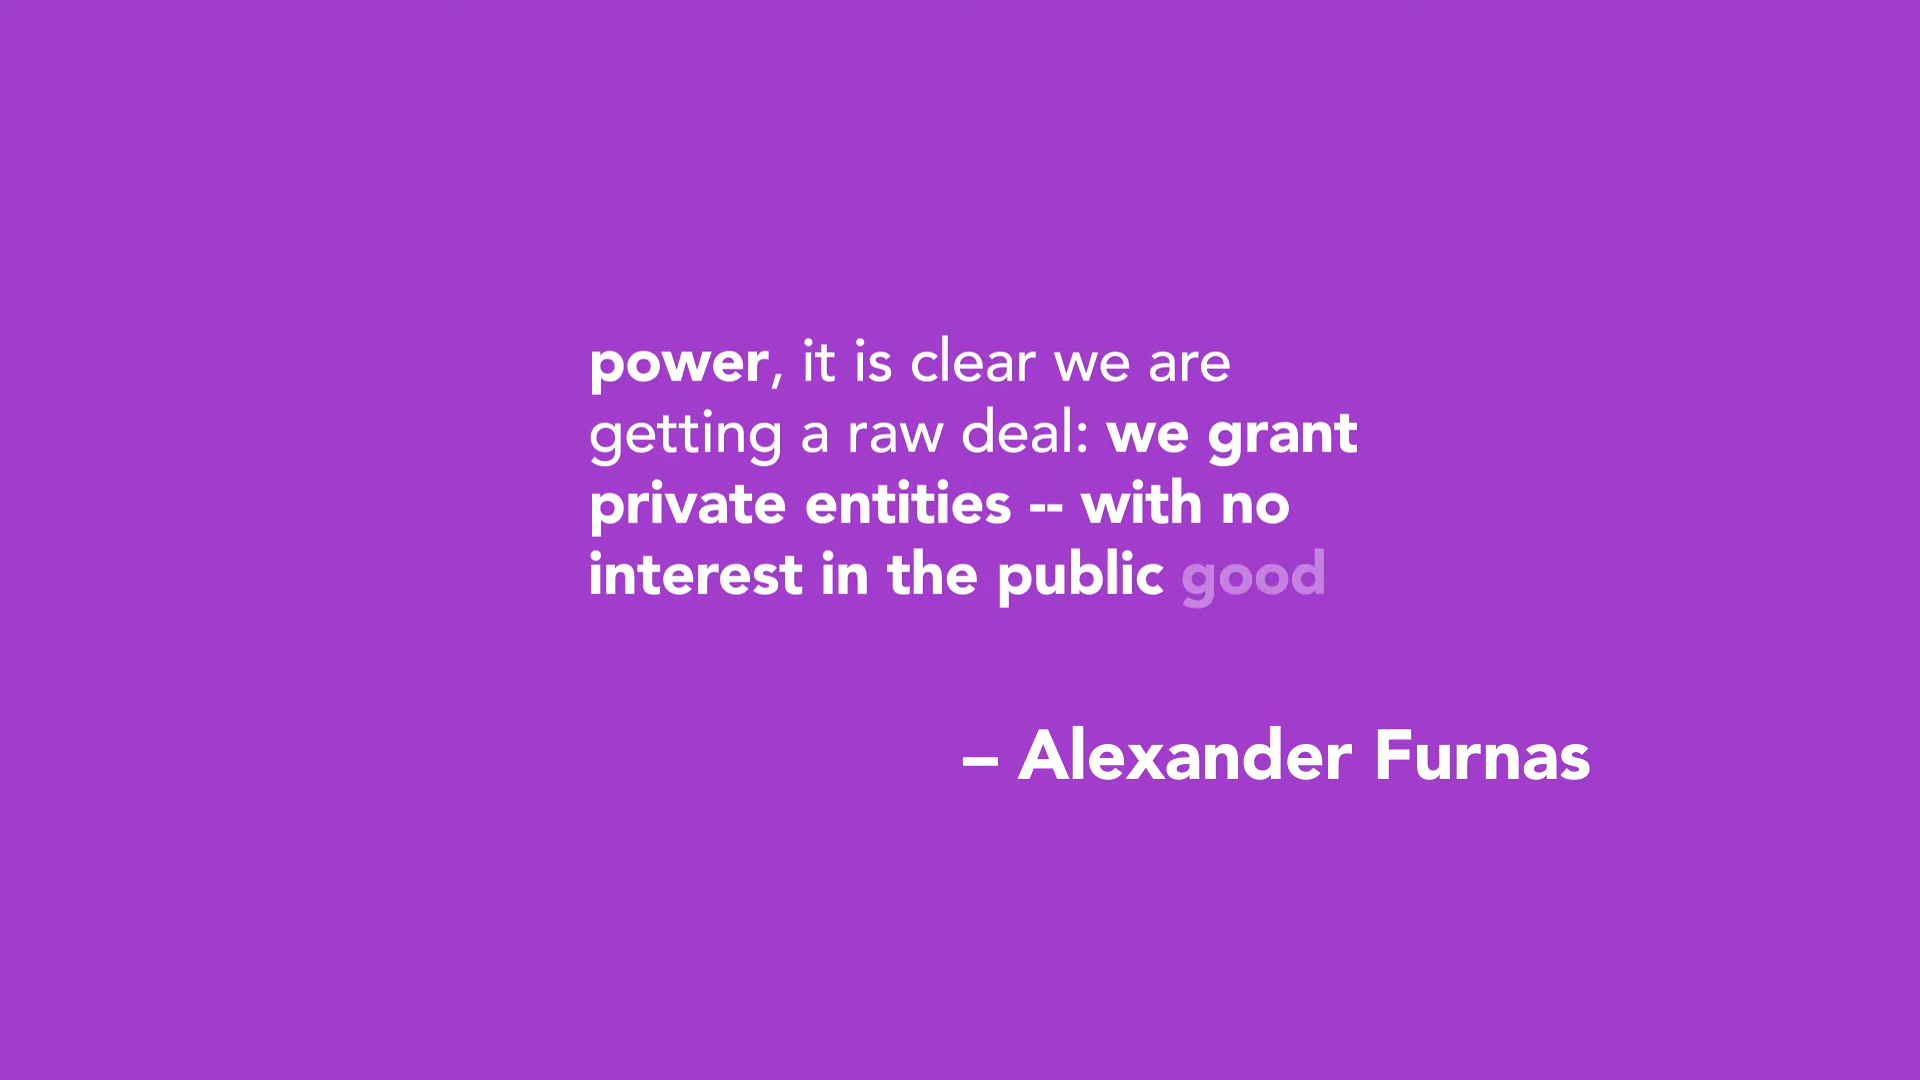 power, it is clear we are
getting a raw deal: we grant
private entities -- with no
interest in the public good
– Alexander Furnas